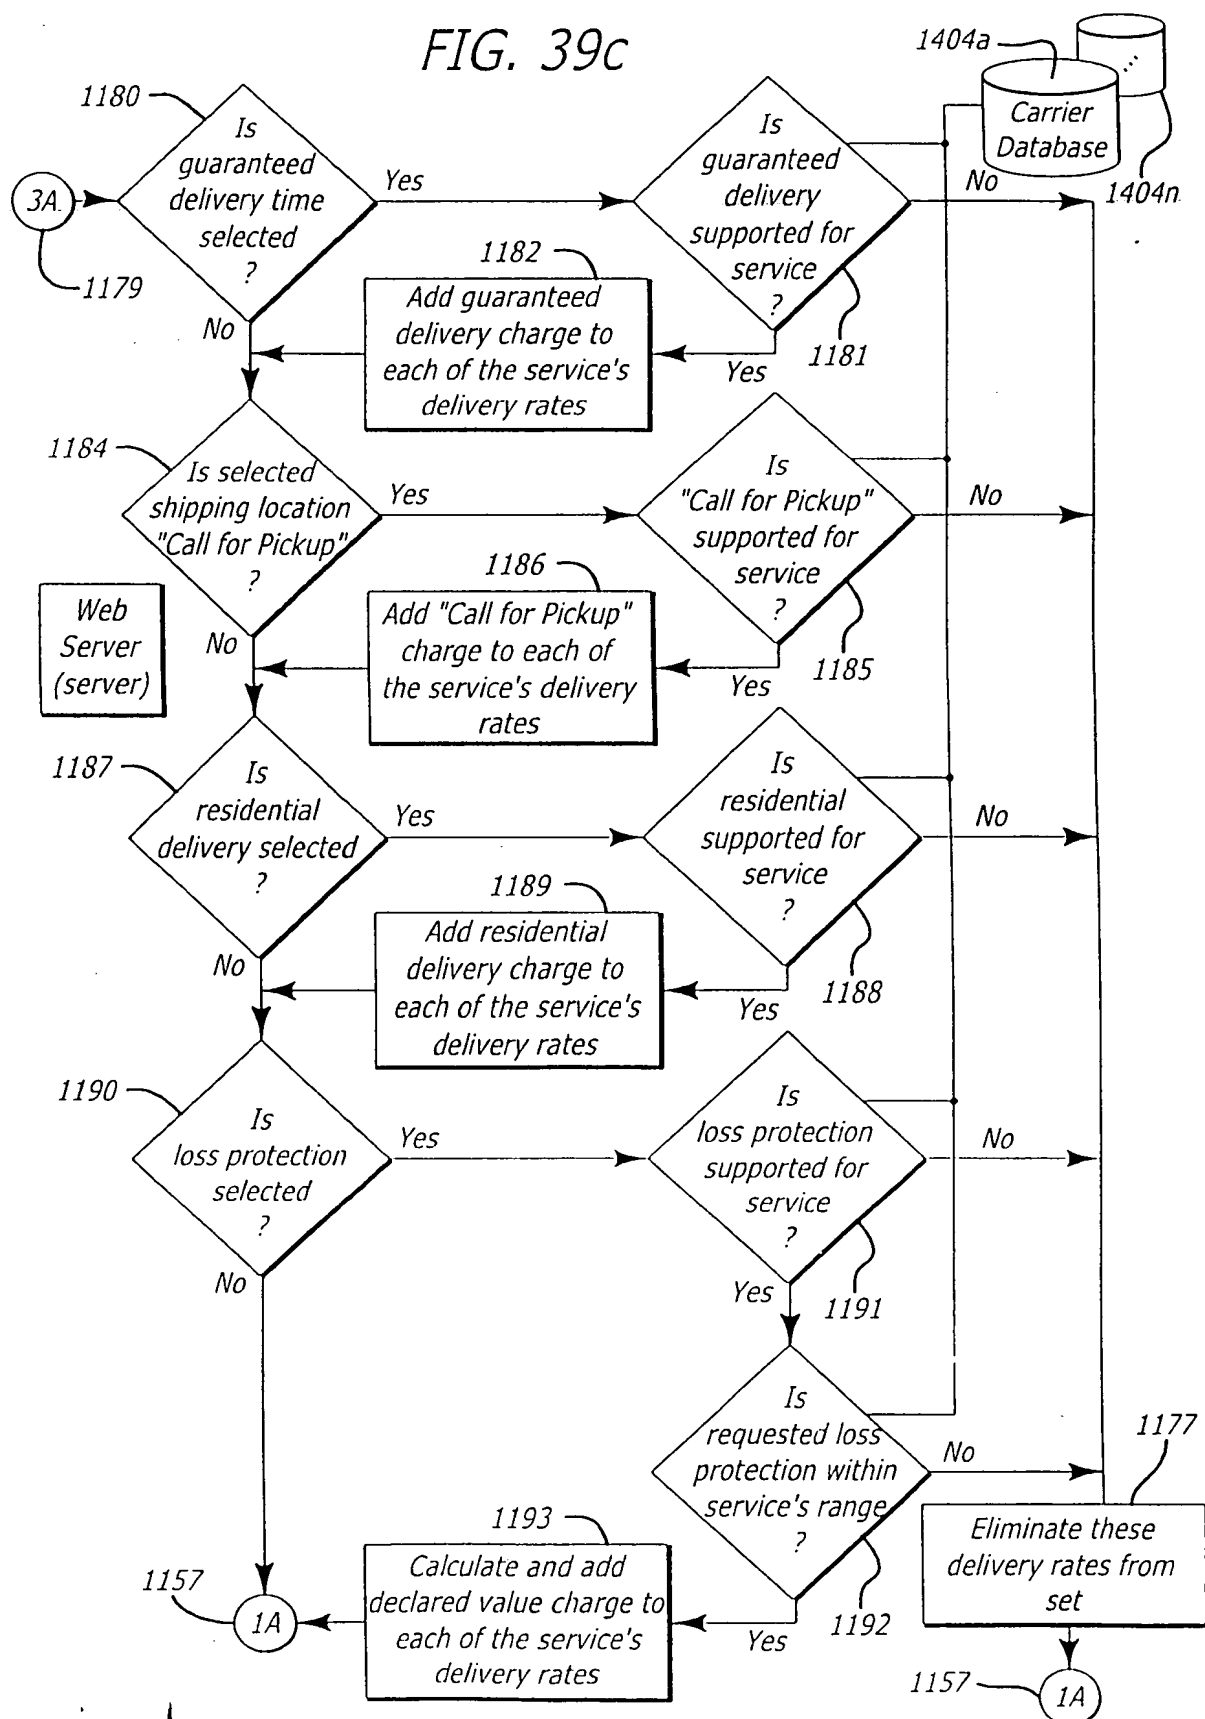 FIG. 39c
1404a
Carrier
Database
1404n
1180
3A
1179
Is
guaranteed
delivery time
selected
?
Yes
No
Is
guaranteed
delivery
supported for
service
?
No
Yes
1181
1182
Add guaranteed
delivery charge to
each of the service's
delivery rates
1184
Is selected
shipping location
"Call for Pickup"
?
Yes
No
Is
"Call for Pickup"
supported for
service
?
No
Yes
1185
1186
Add "Call for Pickup"
charge to each of
the service's delivery
rates
Web
Server
(server)
1187
Is
residential
delivery selected
?
Yes
No
Is
residential
supported for
service
?
No
Yes
1188
1189
Add residential
delivery charge to
each of the service's
delivery rates
1190
Is
loss protection
selected
?
Yes
No
Is
loss protection
supported for
service
?
No
Yes
1191
Is
requested loss
protection within
service's range
?
No
Yes
1192
1193
Calculate and add
declared value charge to
each of the service's
delivery rates
1157
1A
1177
Eliminate these
delivery rates from
set
1157
1A